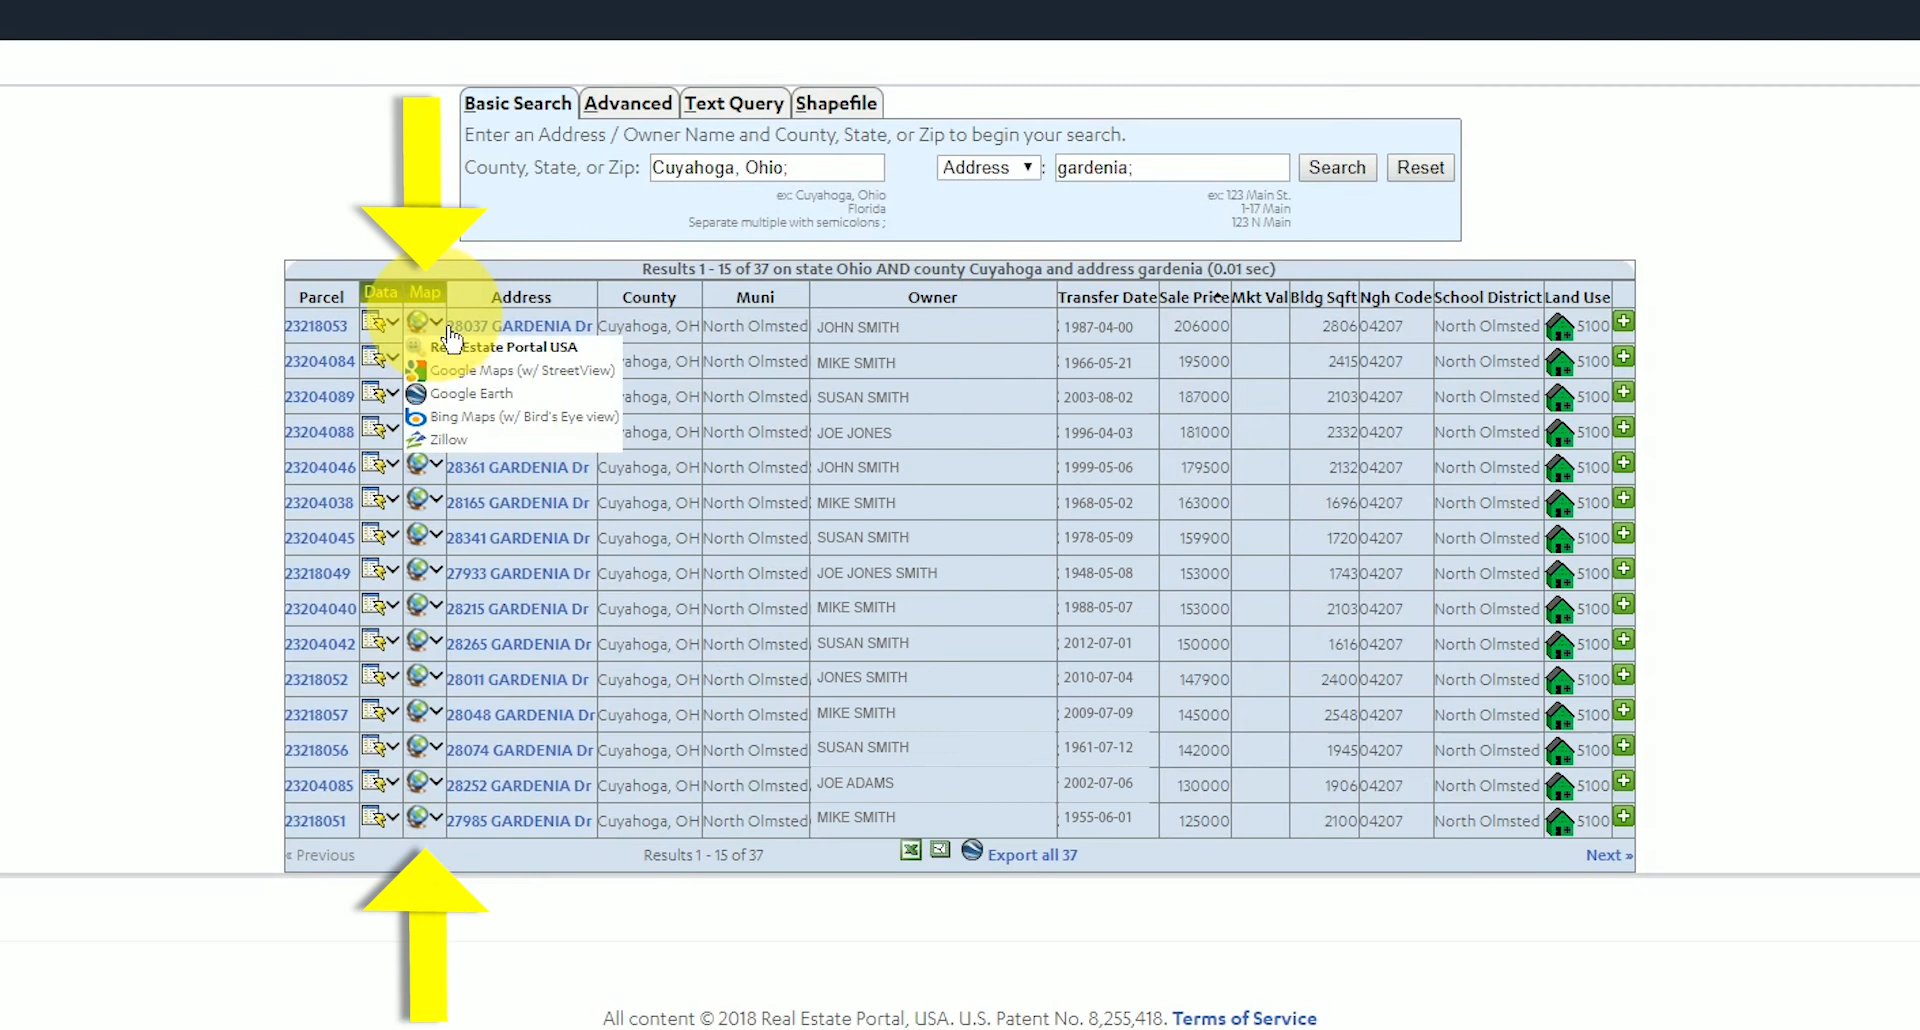 Basic Search Advanced Text Query Shapefile
Enter an Address / Owner Name and County, State, or Zip to begin your search.
County, State, or Zip: Cuyahoga, Ohio; Address : gardenia; Search Reset
ex: Cuyahoga, Ohio ex: 123 Main St.
Florida 1-17 Main
Separate multiple with semicolons ; 123 N Main
Results 1 - 15 of 37 on state Ohio AND county Cuyahoga and address gardenia (0.01 sec)
Parcel Data Map Address County Muni Owner Transfer Date Sale Price Mkt Val Bldg Sqft Ngh Code School District Land Use
23218053 28037 GARDENIA Dr Cuyahoga, OH North Olmsted JOHN SMITH 1987-04-00 206000 2806 04207 North Olmsted 5100
Real Estate Portal USA
23204084 yahoga, OH North Olmsted MIKE SMITH 1966-05-21 195000 2415 04207 North Olmsted 5100
Google Maps (w/ StreetView)
23204089 yahoga, OH North Olmsted SUSAN SMITH 2003-08-02 187000 2103 04207 North Olmsted 5100
Google Earth
Bing Maps (w/ Bird's Eye view)
23204088 yahoga, OH North Olmsted JOE JONES 1996-04-03 181000 2332 04207 North Olmsted 5100
Zillow
23204046 28361 GARDENIA Dr Cuyahoga, OH North Olmsted JOHN SMITH 1999-05-06 179500 2132 04207 North Olmsted 5100
23204038 28165 GARDENIA Dr Cuyahoga, OH North Olmsted MIKE SMITH 1968-05-02 163000 1696 04207 North Olmsted 5100
23204045 28341 GARDENIA Dr Cuyahoga, OH North Olmsted SUSAN SMITH 1978-05-09 159900 1720 04207 North Olmsted 5100
23218049 27933 GARDENIA Dr Cuyahoga, OH North Olmsted JOE JONES SMITH 1948-05-08 153000 1743 04207 North Olmsted 5100
23204040 28215 GARDENIA Dr Cuyahoga, OH North Olmsted MIKE SMITH 1988-05-07 153000 2103 04207 North Olmsted 5100
23204042 28265 GARDENIA Dr Cuyahoga, OH North Olmsted SUSAN SMITH 2012-07-01 150000 1616 04207 North Olmsted 5100
23218052 28011 GARDENIA Dr Cuyahoga, OH North Olmsted JONES SMITH 2010-07-04 147900 2400 04207 North Olmsted 5100
23218057 28048 GARDENIA Dr Cuyahoga, OH North Olmsted MIKE SMITH 2009-07-09 145000 2548 04207 North Olmsted 5100
23218056 28074 GARDENIA Dr Cuyahoga, OH North Olmsted SUSAN SMITH 1961-07-12 142000 1945 04207 North Olmsted 5100
23204085 28252 GARDENIA Dr Cuyahoga, OH North Olmsted JOE ADAMS 2002-07-06 130000 1906 04207 North Olmsted 5100
23218051 27985 GARDENIA Dr Cuyahoga, OH North Olmsted MIKE SMITH 1955-06-01 125000 2100 04207 North Olmsted 5100
« Previous Results 1 - 15 of 37 Export all 37 Next »
All content © 2018 Real Estate Portal, USA. U.S. Patent No. 8,255,418. Terms of Service